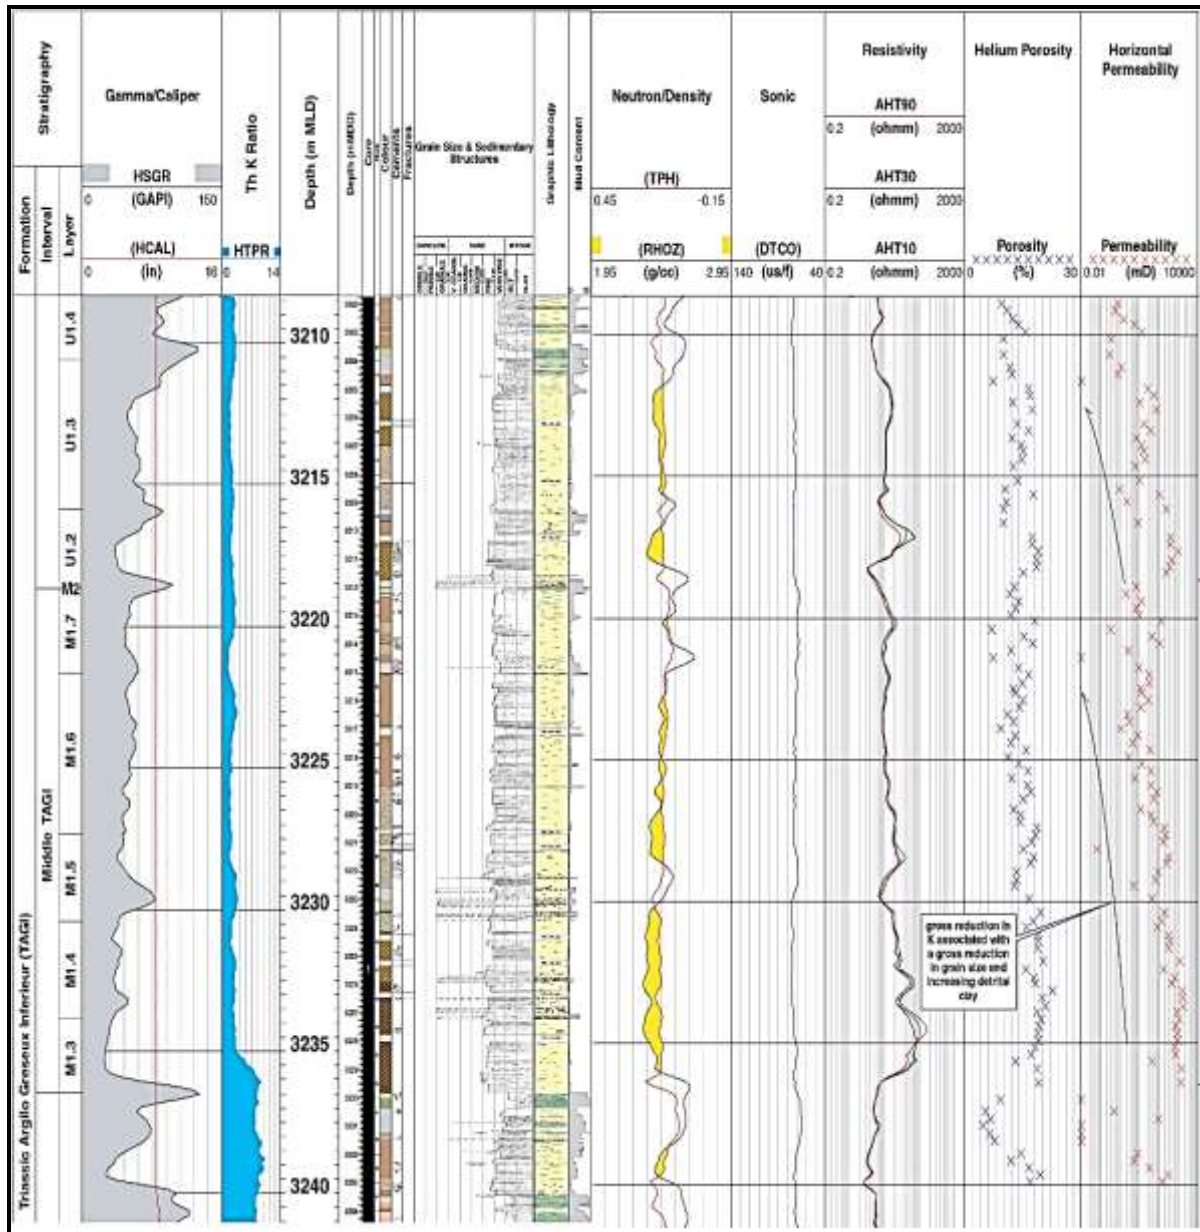 Stratigraphy
Formation
Interval
Layer
Gamma/Caliper
HSGR
0 (GAPI) 150
(HCAL)
0 (in) 16
Th K Ratio
HTPR
0 14
Depth (m MLD)
Core
Colour
Cements
Fractures
Grain Size & Sedimentary
Structures
Graphic Lithology
Mud Content
Neutron/Density
(TPH)
0.45 -0.15
(RHOZ)
1.95 (g/cc) 2.95
Sonic
(DTCO)
140 (us/f) 40
Resistivity
AHT90
0.2 (ohmm) 2000
AHT30
0.2 (ohmm) 2000
AHT10
0.2 (ohmm) 2000
Helium Porosity
Porosity
0 (%) 30
Horizontal
Permeability
Permeability
0.01 (mD) 10000
Triassic Argilo Greseux Inferieur (TAGI)
Middle TAGI
U1.4
U1.3
U1.2
M2
M1.7
M1.6
M1.5
M1.4
M1.3
3210
3215
3220
3225
3230
3235
3240
gross reduction in
K associated with
a gross reduction
in grain size and
increasing detrital
clay